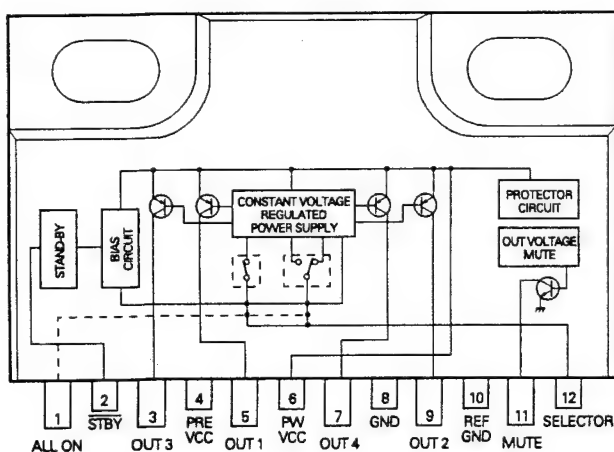 CONSTANT VOLTAGE
REGULATED
POWER SUPPLY
PROTECTOR
CIRCUIT
OUT VOLTAGE
MUTE
STAND-BY
BIAS
CIRCUIT
1
2
3
4
5
6
7
8
9
10
11
12
ALL ON
STBY
OUT 3
PRE
VCC
OUT 1
PW
VCC
OUT 4
GND
OUT 2
REF
GND
MUTE
SELECTOR